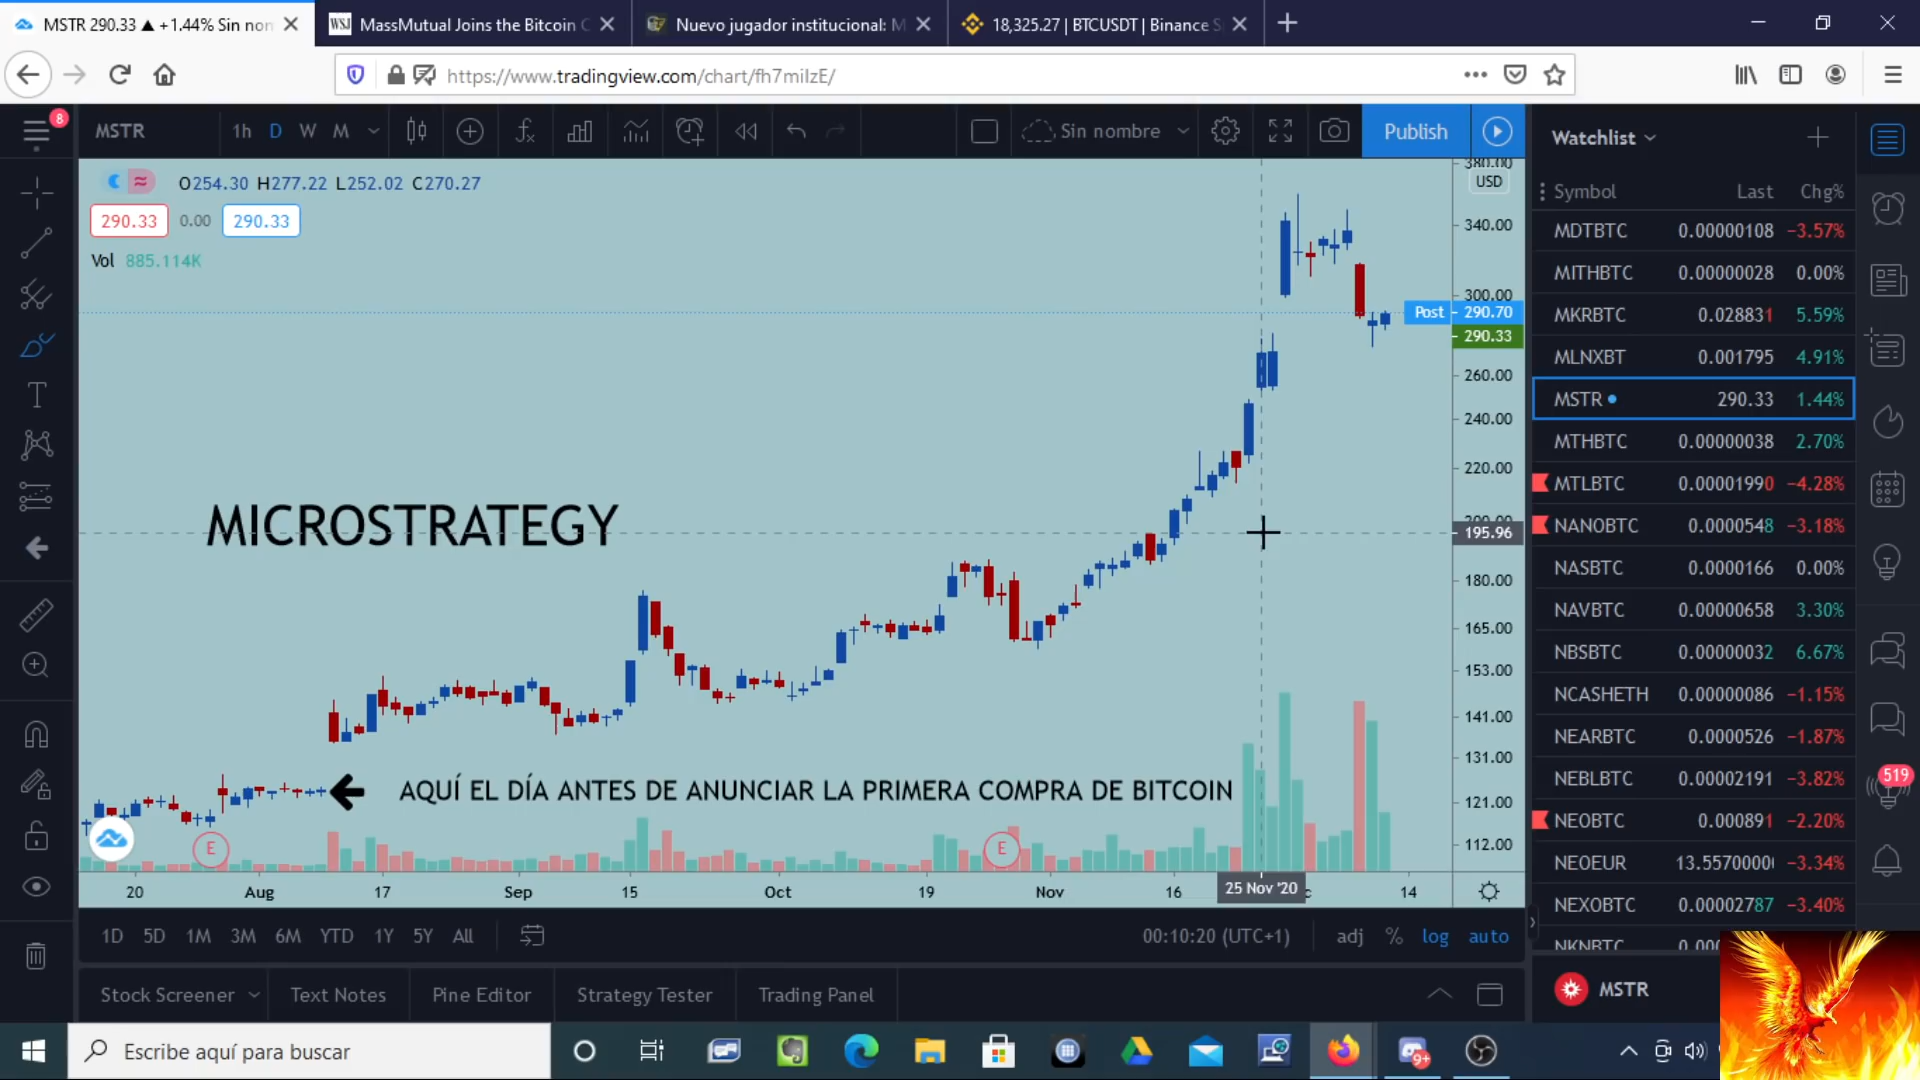 MSTR 290.33 ▲ +1.44% Sin non
WSJ MassMutual Joins the Bitcoin C
Nuevo jugador institucional: M
18,325.27 | BTCUSDT | Binance S
https://www.tradingview.com/chart/fh7miIzE/
8
MSTR 1h D W M
Sin nombre
Publish
O254.30 H277.22 L252.02 C270.27
290.33 0.00 290.33
Vol 885.114K
MICROSTRATEGY
AQUÍ EL DÍA ANTES DE ANUNCIAR LA PRIMERA COMPRA DE BITCOIN
E E
380.00
USD
340.00
300.00
Post 290.70
290.33
260.00
240.00
220.00
200.00
195.96
180.00
165.00
153.00
141.00
131.00
121.00
112.00
20 Aug 17 Sep 15 Oct 19 Nov 16 25 Nov '20 c 14
1D 5D 1M 3M 6M YTD 1Y 5Y All
00:10:20 (UTC+1) adj % log auto
Stock Screener Text Notes Pine Editor Strategy Tester Trading Panel
Watchlist
Symbol Last Chg%
MDTBTC 0.00000108 −3.57%
MITHBTC 0.00000028 0.00%
MKRBTC 0.028831 5.59%
MLNXBT 0.001795 4.91%
MSTR 290.33 1.44%
MTHBTC 0.00000038 2.70%
MTLBTC 0.00001990 −4.28%
NANOBTC 0.0000548 −3.18%
NASBTC 0.0000166 0.00%
NAVBTC 0.00000658 3.30%
NBSBTC 0.00000032 6.67%
NCASHETH 0.00000086 −1.15%
NEARBTC 0.0000526 −1.87%
NEBLBTC 0.00002191 −3.82%
NEOBTC 0.000891 −2.20%
NEOEUR 13.5570000 −3.34%
NEXOBTC 0.00002787 −3.40%
NKNBTC 0.000
MSTR
519
Escribe aquí para buscar
9+